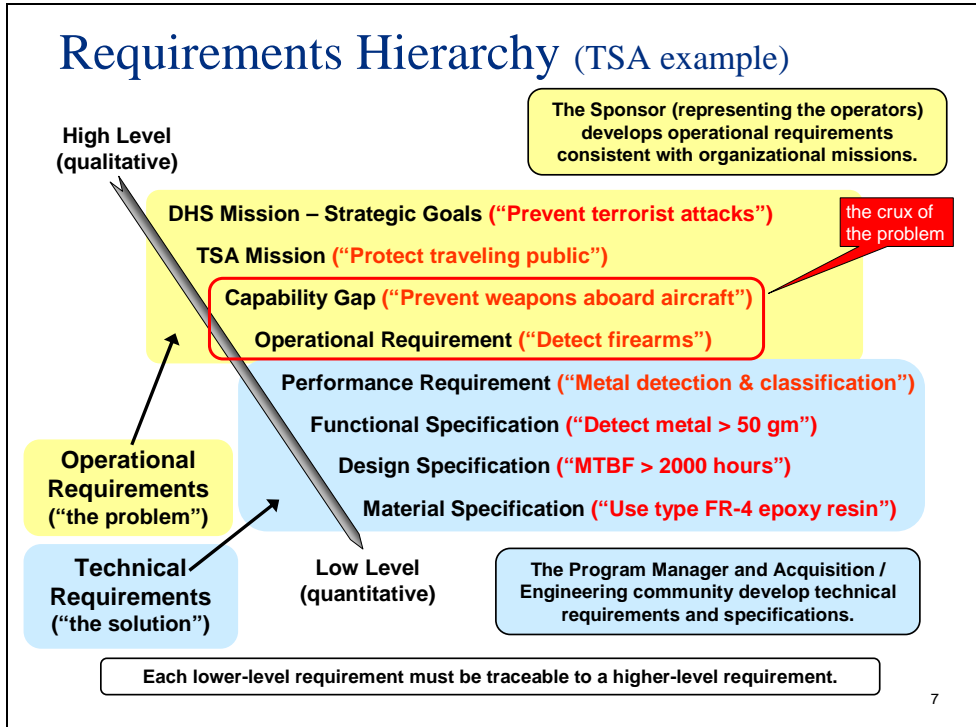 Requirements Hierarchy (TSA example)
The Sponsor (representing the operators)
develops operational requirements
consistent with organizational missions.
High Level
(qualitative)
DHS Mission – Strategic Goals (“Prevent terrorist attacks”)
the crux of
the problem
TSA Mission (“Protect traveling public”)
Capability Gap (“Prevent weapons aboard aircraft”)
Operational Requirement (“Detect firearms”)
Performance Requirement (“Metal detection & classification”)
Functional Specification (“Detect metal > 50 gm”)
Design Specification (“MTBF > 2000 hours”)
Material Specification (“Use type FR-4 epoxy resin”)
Operational
Requirements
(“the problem”)
Technical
Requirements
(“the solution”)
Low Level
(quantitative)
The Program Manager and Acquisition /
Engineering community develop technical
requirements and specifications.
Each lower-level requirement must be traceable to a higher-level requirement.
7